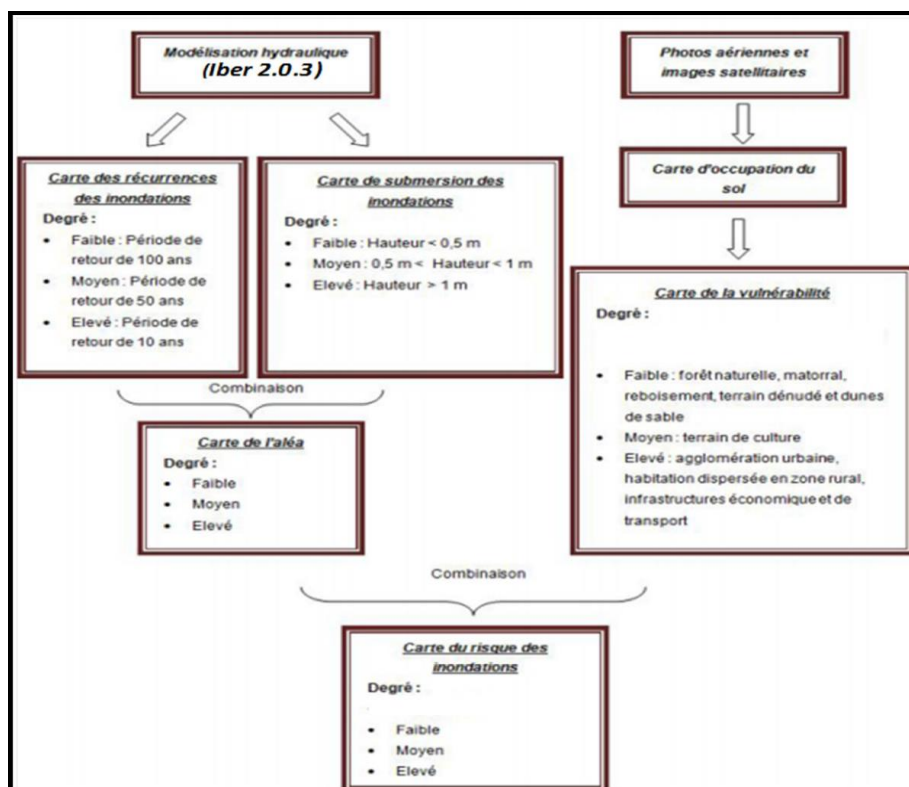 Modélisation hydraulique
(Iber 2.0.3)
Photos aériennes et
images satellitaires
Carte des récurrences
des inondations
Degré :
• Faible : Période de
retour de 100 ans
• Moyen : Période de
retour de 50 ans
• Elevé : Période de
retour de 10 ans
Carte de submersion des
inondations
Degré :
• Faible : Hauteur < 0,5 m
• Moyen : 0,5 m < Hauteur < 1 m
• Elevé : Hauteur > 1 m
Carte d'occupation du
sol
Carte de la vulnérabilité
Degré :
• Faible : forêt naturelle, matorral,
reboisement, terrain dénudé et dunes
de sable
• Moyen : terrain de culture
• Elevé : agglomération urbaine,
habitation dispersée en zone rural,
infrastructures économique et de
transport
Combinaison
Carte de l'aléa
Degré :
• Faible
• Moyen
• Elevé
Combinaison
Carte du risque des
inondations
Degré :
• Faible
• Moyen
• Elevé